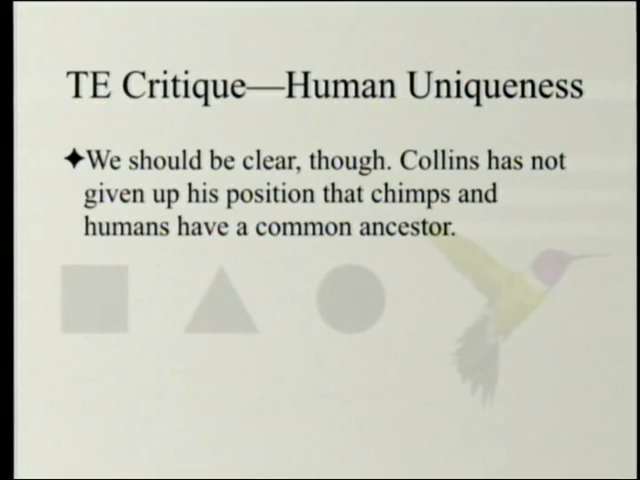 TE Critique—Human Uniqueness
✦We should be clear, though. Collins has not
given up his position that chimps and
humans have a common ancestor.